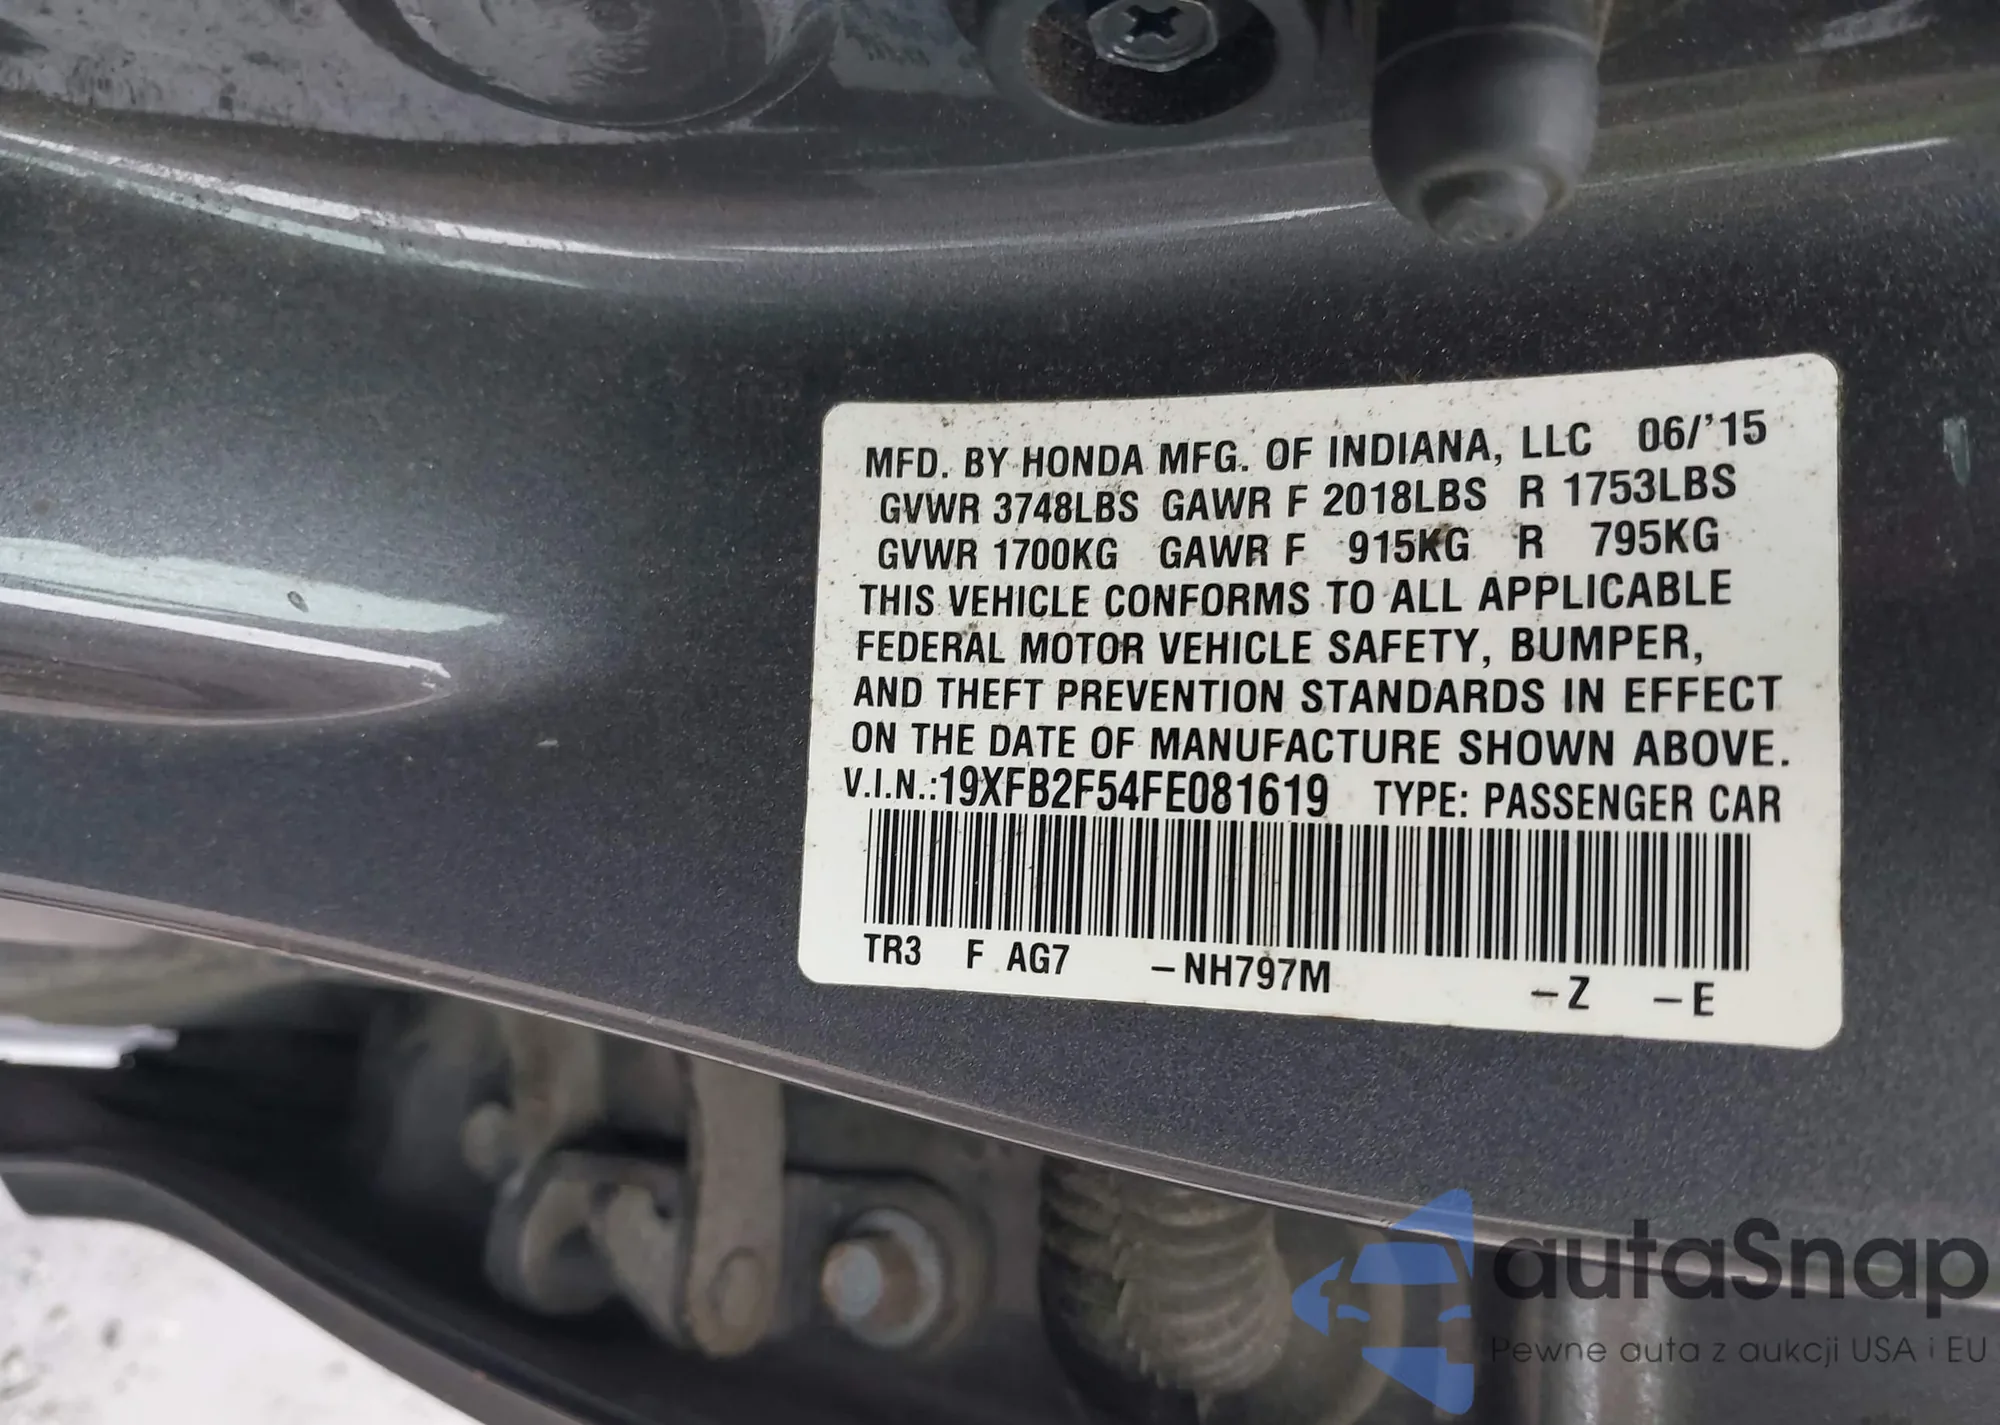 MFD. BY HONDA MFG. OF INDIANA, LLC 06/'15
GVWR 3748LBS GAWR F 2018LBS R 1753LBS
GVWR 1700KG GAWR F 915KG R 795KG
THIS VEHICLE CONFORMS TO ALL APPLICABLE
FEDERAL MOTOR VEHICLE SAFETY, BUMPER,
AND THEFT PREVENTION STANDARDS IN EFFECT
ON THE DATE OF MANUFACTURE SHOWN ABOVE.
V.I.N.:19XFB2F54FE081619 TYPE: PASSENGER CAR
TR3 F AG7 -NH797M -Z -E
autaSnap
Pewne auta z aukcji USA i EU